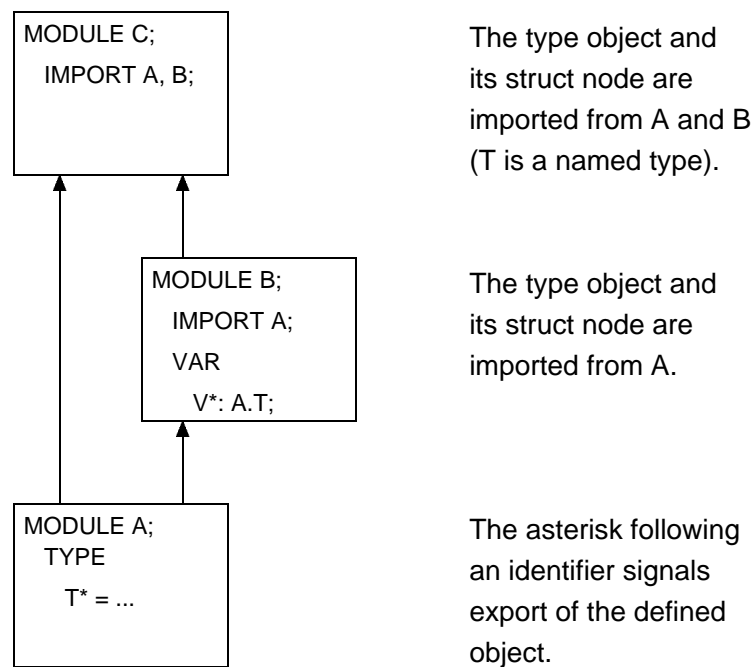 MODULE C;
IMPORT A, B;
The type object and
its struct node are
imported from A and B
(T is a named type).
MODULE B;
IMPORT A;
VAR
V*: A.T;
The type object and
its struct node are
imported from A.
MODULE A;
TYPE
T* = ...
The asterisk following
an identifier signals
export of the defined
object.